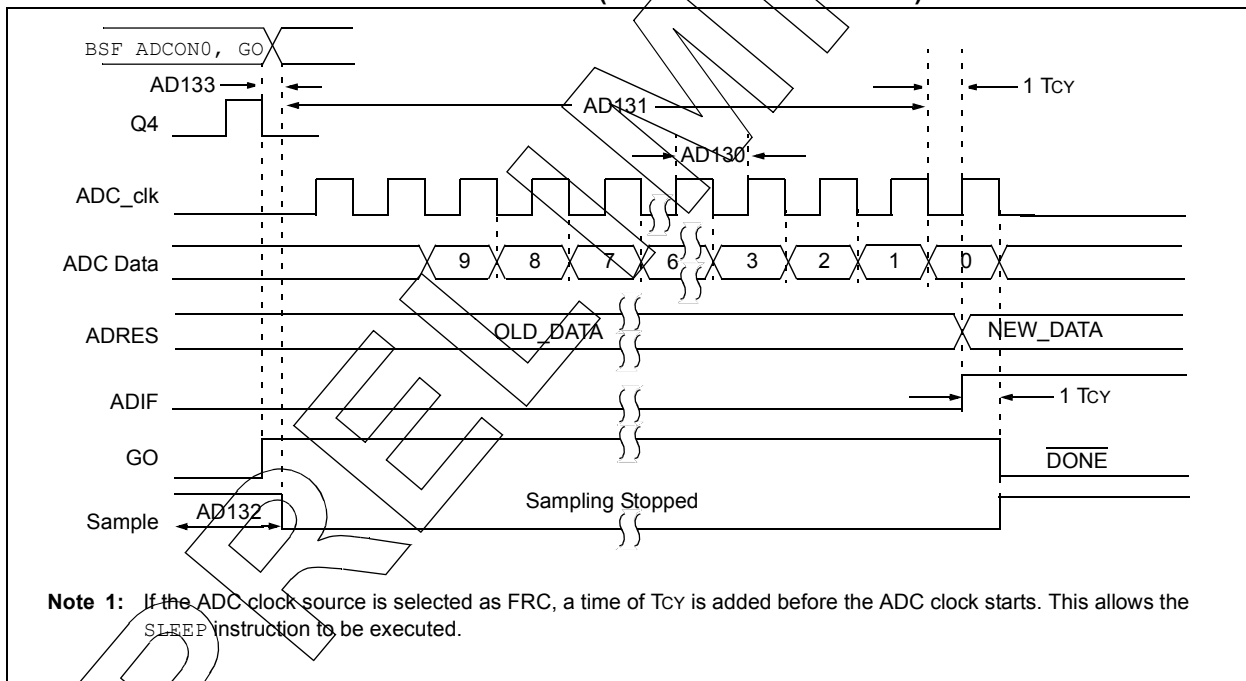 BSF ADCON0, GO
AD133
1 TCY
AD131
Q4
AD130
ADC_clk
ADC Data
9 8 7 6 3 2 1 0
ADRES
OLD_DATA
NEW_DATA
ADIF
1 TCY
GO
DONE
Sample
AD132
Sampling Stopped
Note 1: If the ADC clock source is selected as FRC, a time of TCY is added before the ADC clock starts. This allows the
SLEEP instruction to be executed.